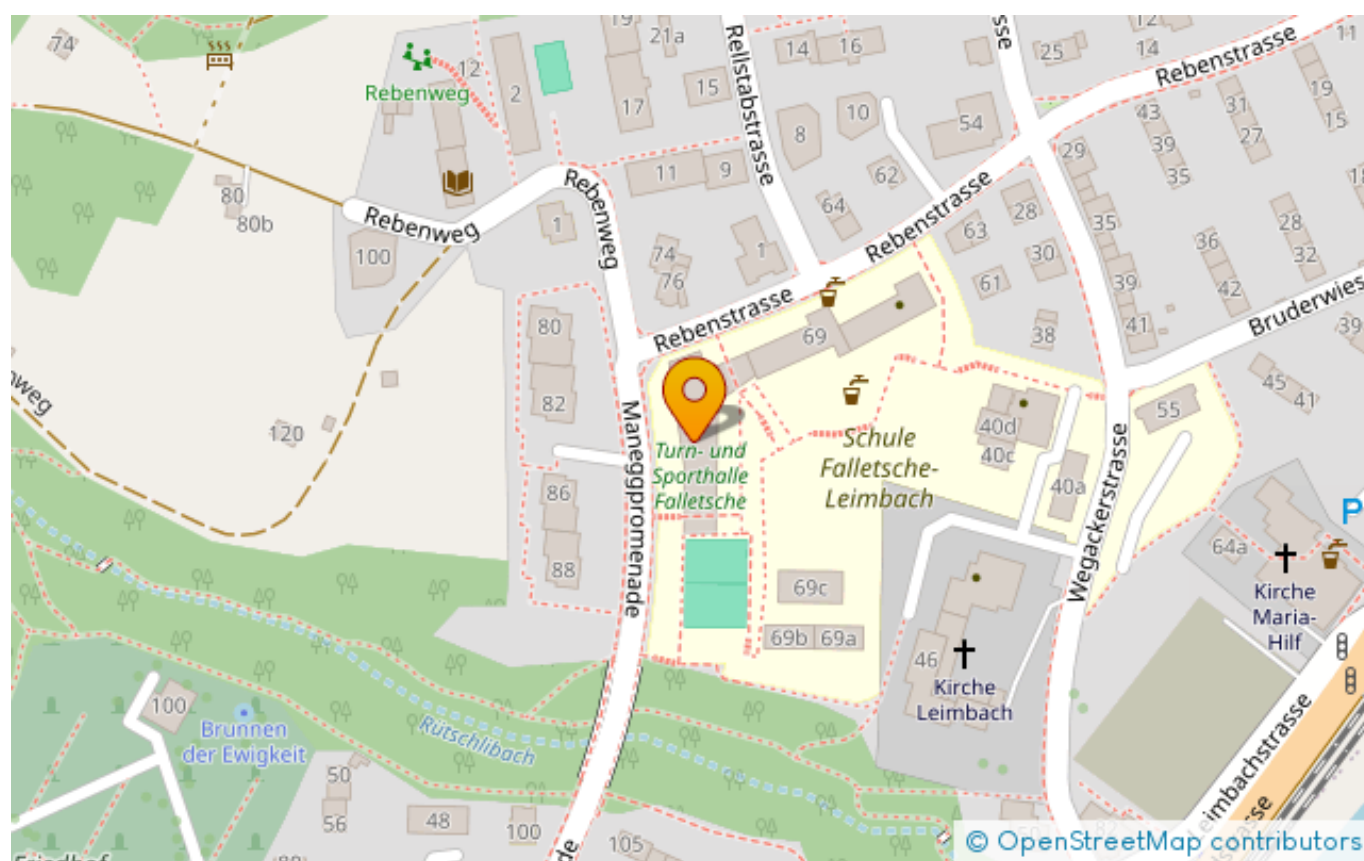 74
12
Rebenweg
2
19
21a
17
15
Rellstabstrasse
14
16
8
10
54
62
64
sse
25
12
14
Rebenstrasse
11
43
39
35
31
27
19
15
29
80
80b
Rebenweg
100
Rebenweg
1
11
9
74
76
1
Rebenstrasse
Rebenstrasse
63
61
28
30
38
35
39
41
36
42
28
32
18
Bruderwies
39
nweg
120
80
82
86
88
Maneggpromenade
69
Turn- und
Sporthalle
Falletsche
Schule
Falletsche-
Leimbach
40d
40c
40a
55
45
41
Wegackerstrasse
P
64a
Kirche
Maria-
Hilf
69c
69b
69a
46
Kirche
Leimbach
100
Brunnen
der Ewigkeit
Rütschlibach
50
56
48
100
105
de
Friedhof
Leimbachstrasse
© OpenStreetMap contributors